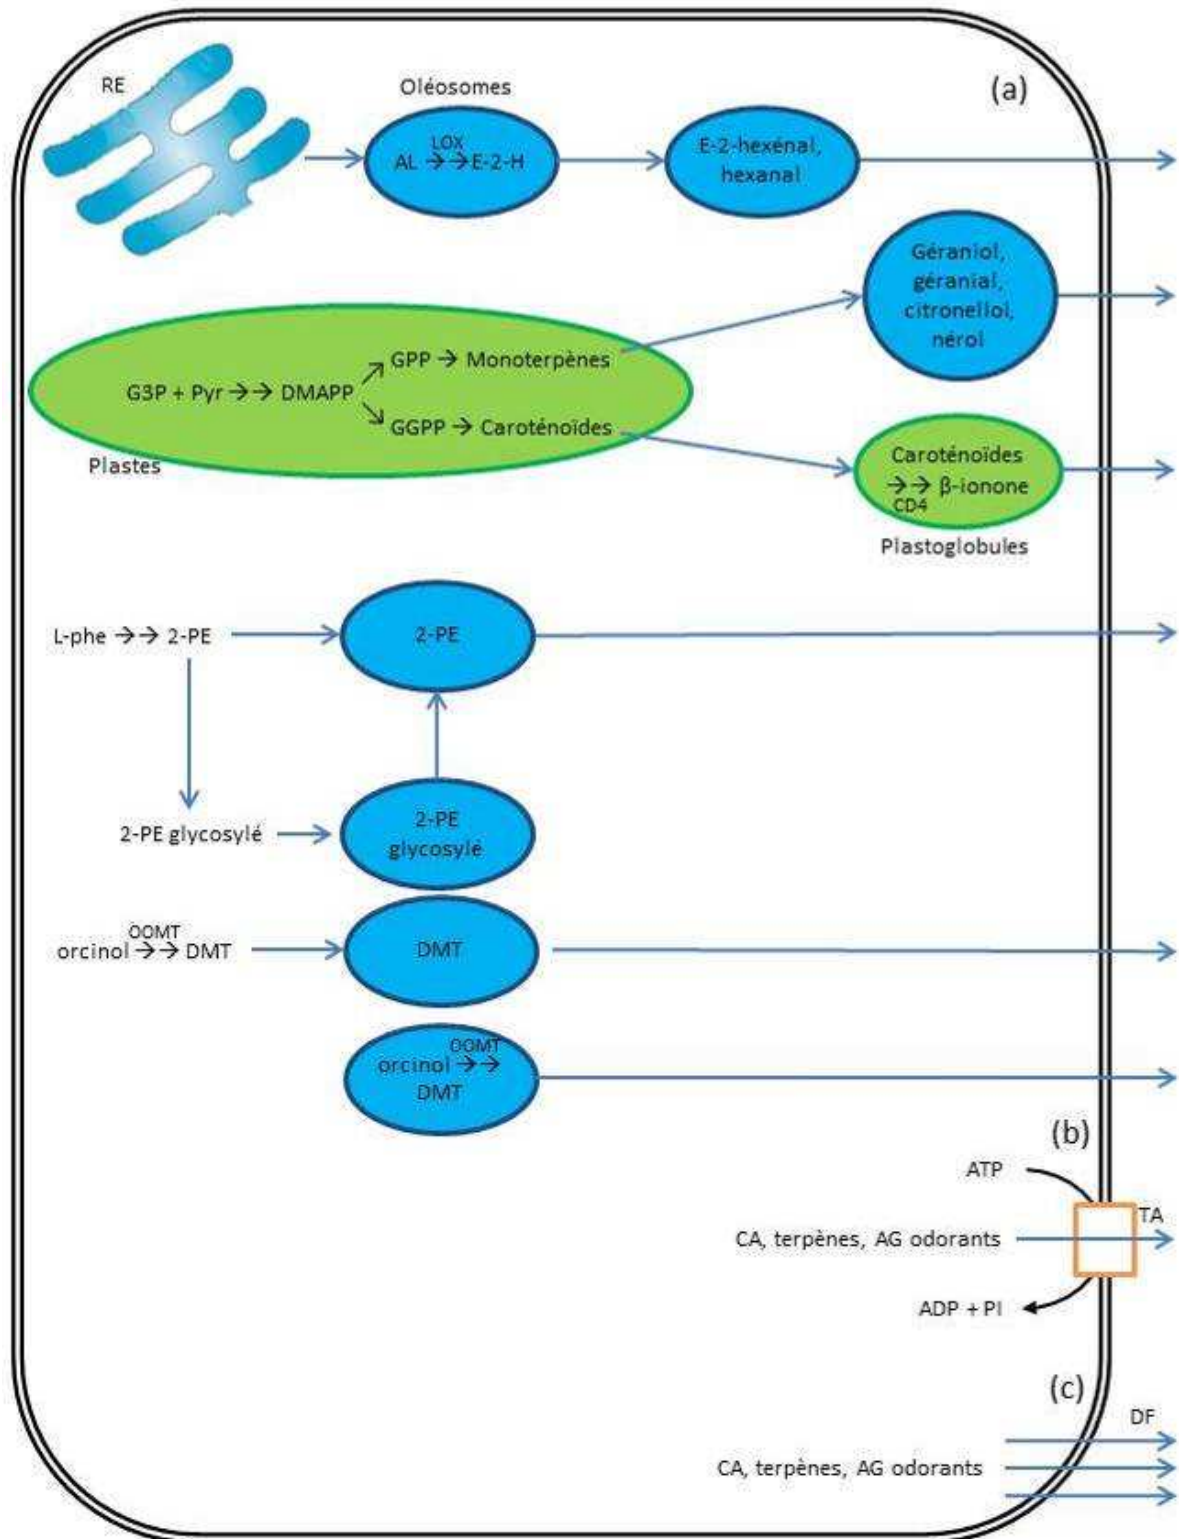 RE
Oléosomes
(a)
LOX
AL →→ E-2-H
E-2-hexénal,
hexanal
Géraniol,
géranial,
citronellol,
nérol
GPP → Monoterpènes
G3P + Pyr →→ DMAPP
GGPP → Caroténoïdes
Plastes
Caroténoïdes
→→ β-ionone
CD4
Plastoglobules
L-phe →→ 2-PE
2-PE
2-PE glycosylé
2-PE
glycosylé
OOMT
orcinol →→ DMT
DMT
OOMT
orcinol →→
DMT
(b)
ATP
TA
CA, terpènes, AG odorants
ADP + PI
(c)
DF
CA, terpènes, AG odorants